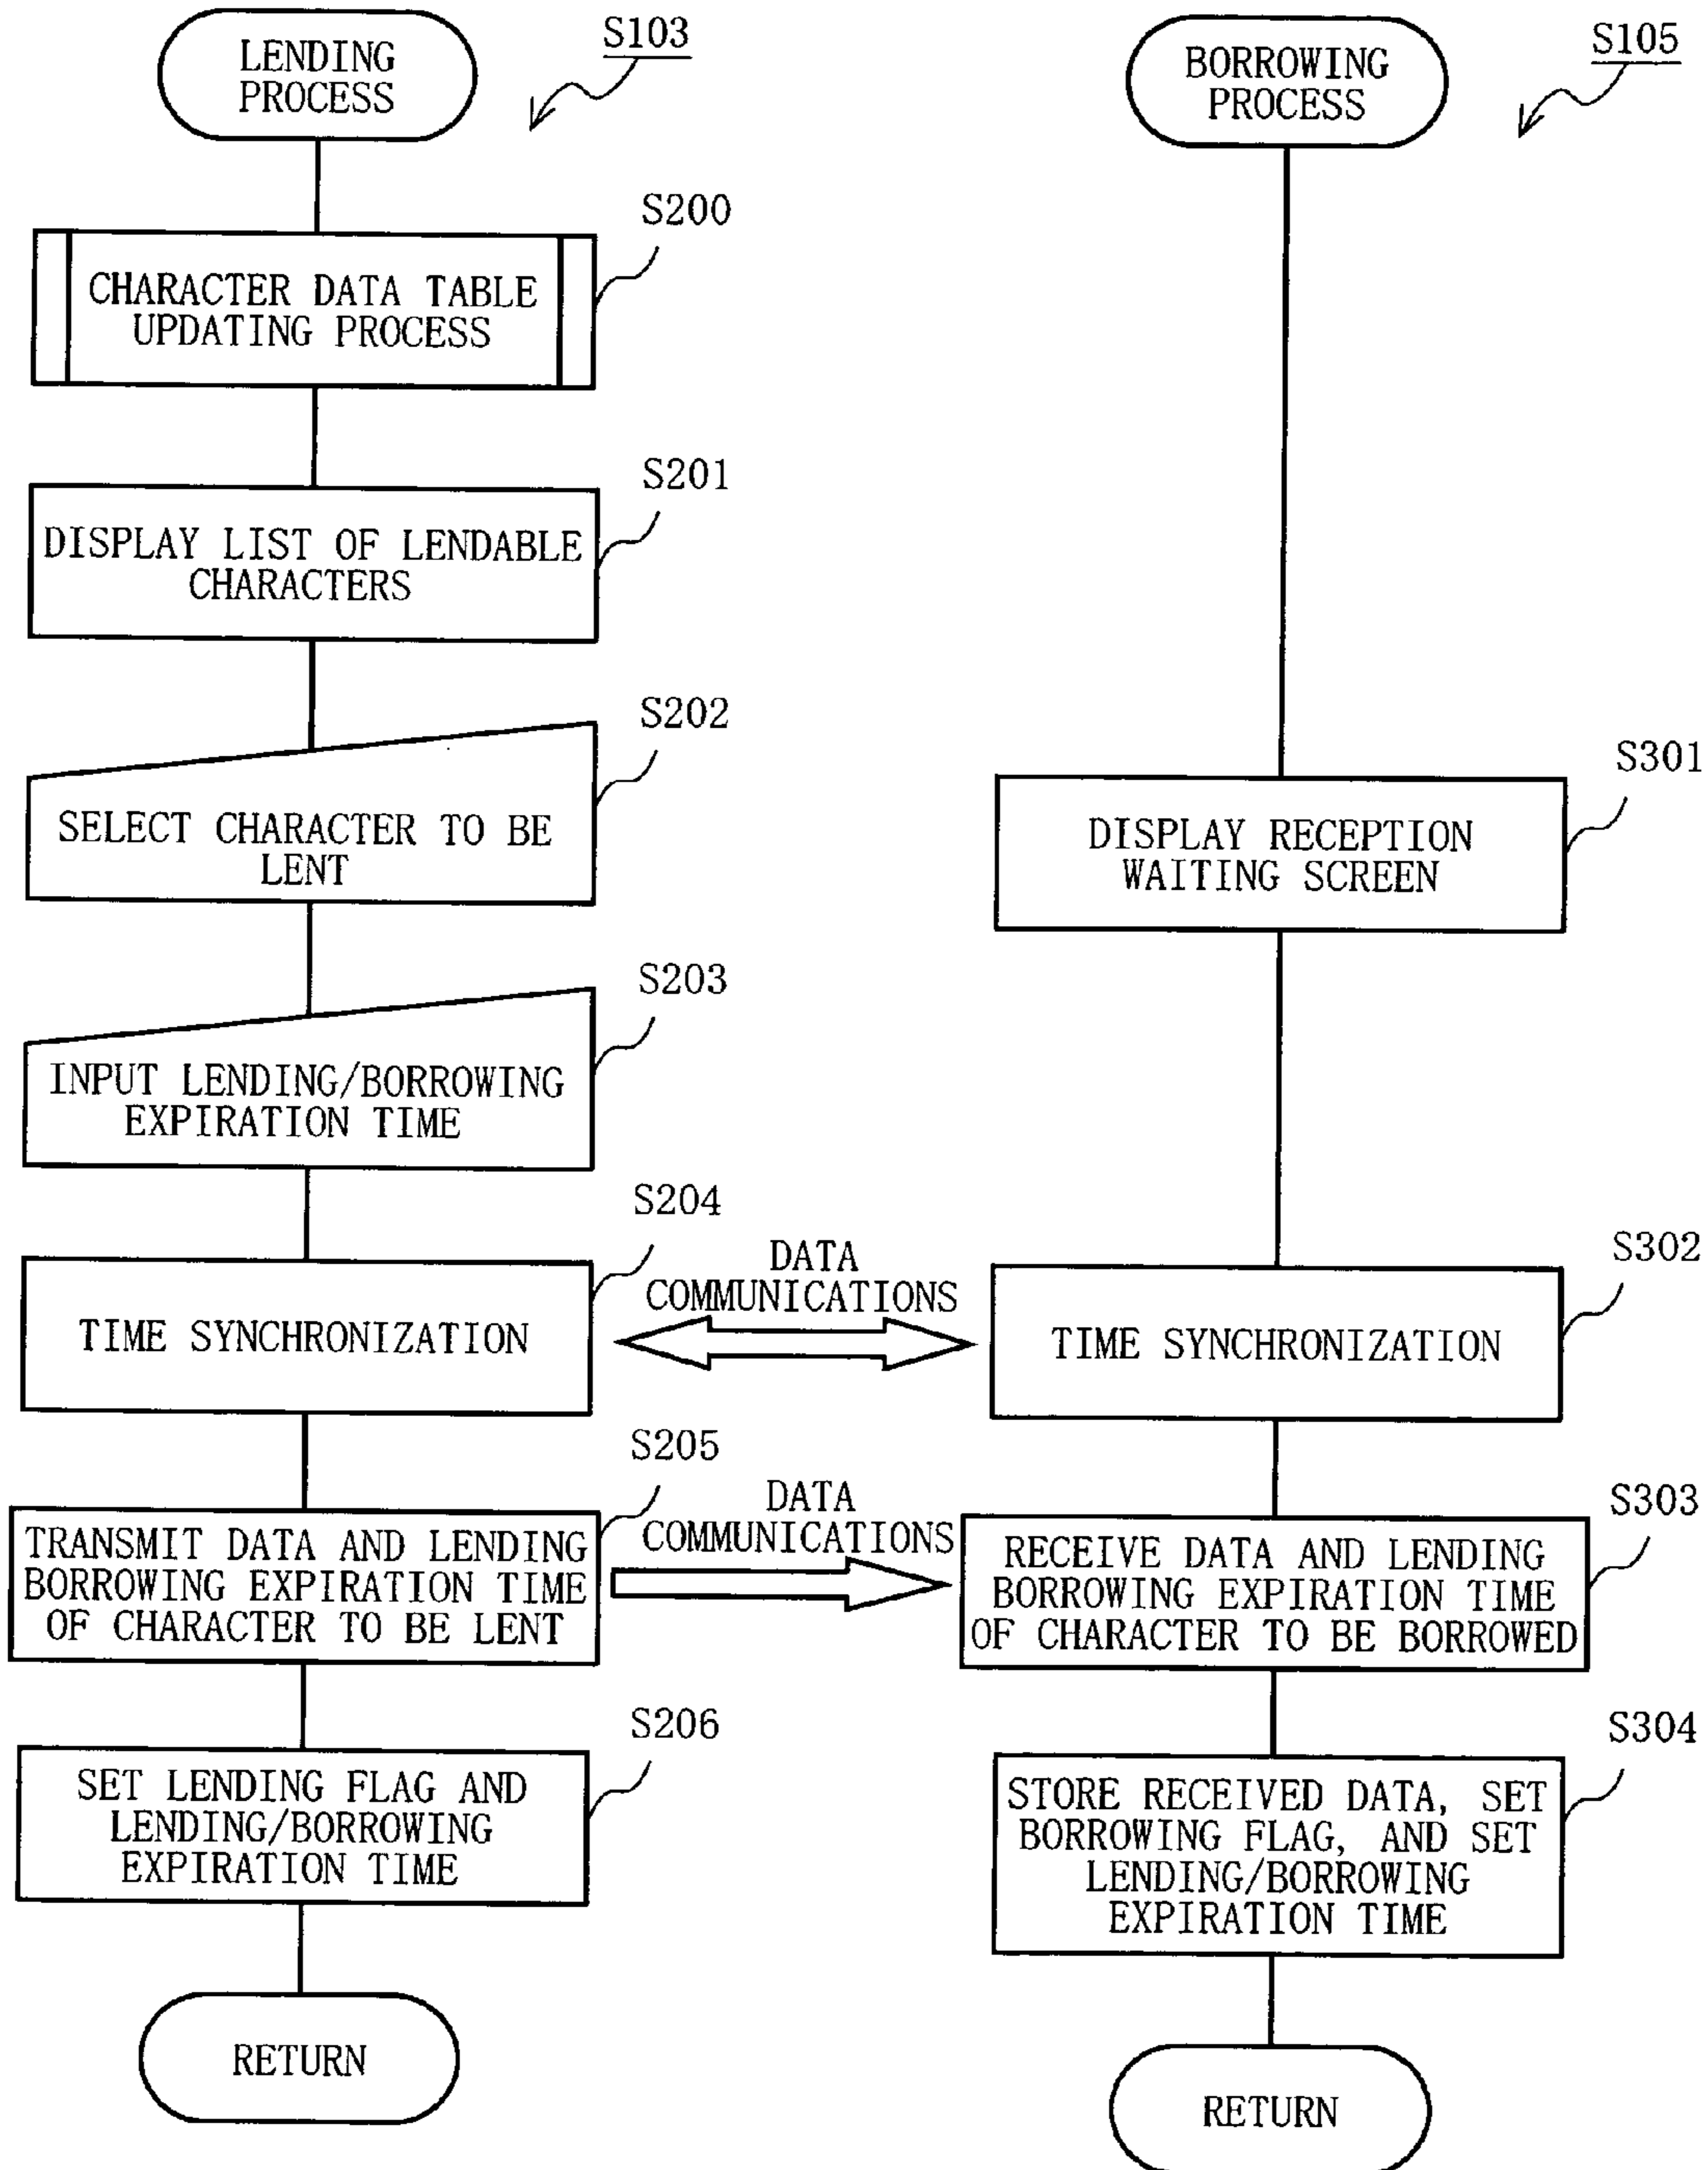 LENDING
PROCESS
S103
S200
CHARACTER DATA TABLE
UPDATING PROCESS
S201
DISPLAY LIST OF LENDABLE
CHARACTERS
S202
SELECT CHARACTER TO BE
LENT
S203
INPUT LENDING/BORROWING
EXPIRATION TIME
S204
TIME SYNCHRONIZATION
DATA
COMMUNICATIONS
S205
TRANSMIT DATA AND LENDING
BORROWING EXPIRATION TIME
OF CHARACTER TO BE LENT
DATA
COMMUNICATIONS
S206
SET LENDING FLAG AND
LENDING/BORROWING
EXPIRATION TIME
RETURN
BORROWING
PROCESS
S105
S301
DISPLAY RECEPTION
WAITING SCREEN
S302
TIME SYNCHRONIZATION
S303
RECEIVE DATA AND LENDING
BORROWING EXPIRATION TIME
OF CHARACTER TO BE BORROWED
S304
STORE RECEIVED DATA, SET
BORROWING FLAG, AND SET
LENDING/BORROWING
EXPIRATION TIME
RETURN